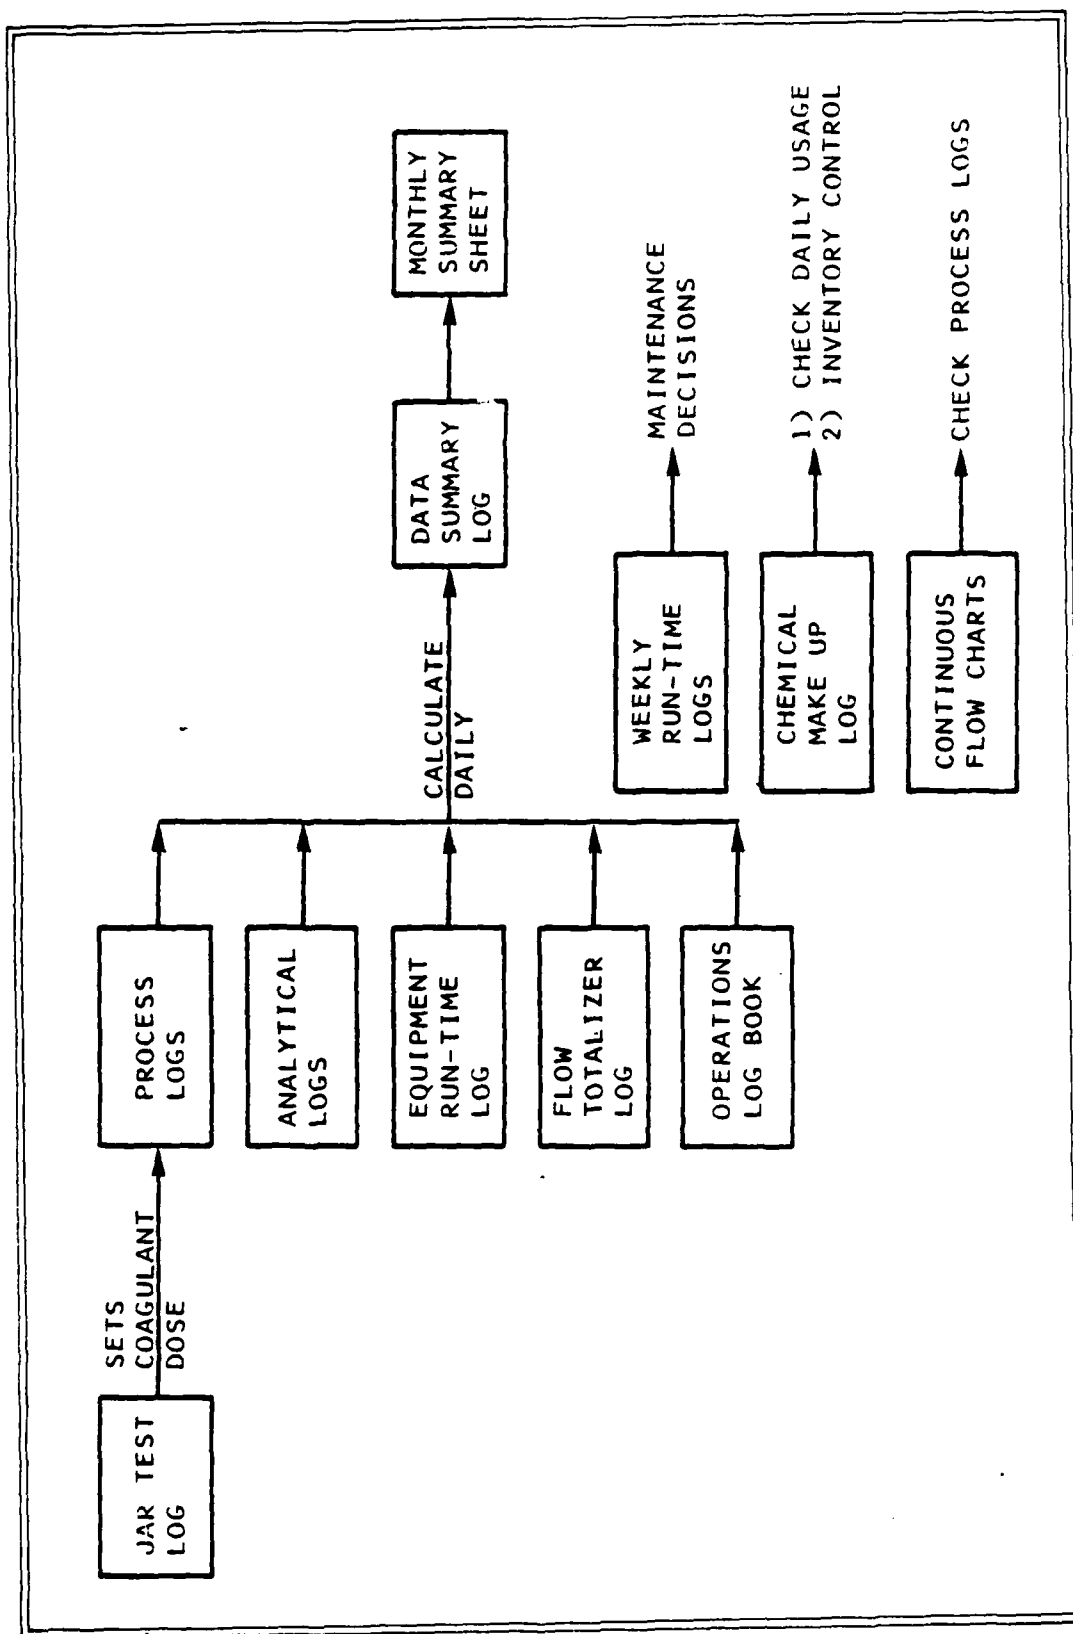 JAR TEST
LOG
SETS
COAGULANT
DOSE
PROCESS
LOGS
ANALYTICAL
LOGS
EQUIPMENT
RUN-TIME
LOG
FLOW
TOTALIZER
LOG
OPERATIONS
LOG BOOK
CALCULATE
DAILY
DATA
SUMMARY
LOG
MONTHLY
SUMMARY
SHEET
WEEKLY
RUN-TIME
LOGS
MAINTENANCE
DECISIONS
CHEMICAL
MAKE UP
LOG
1) CHECK DAILY USAGE
2) INVENTORY CONTROL
CONTINUOUS
FLOW CHARTS
CHECK PROCESS LOGS